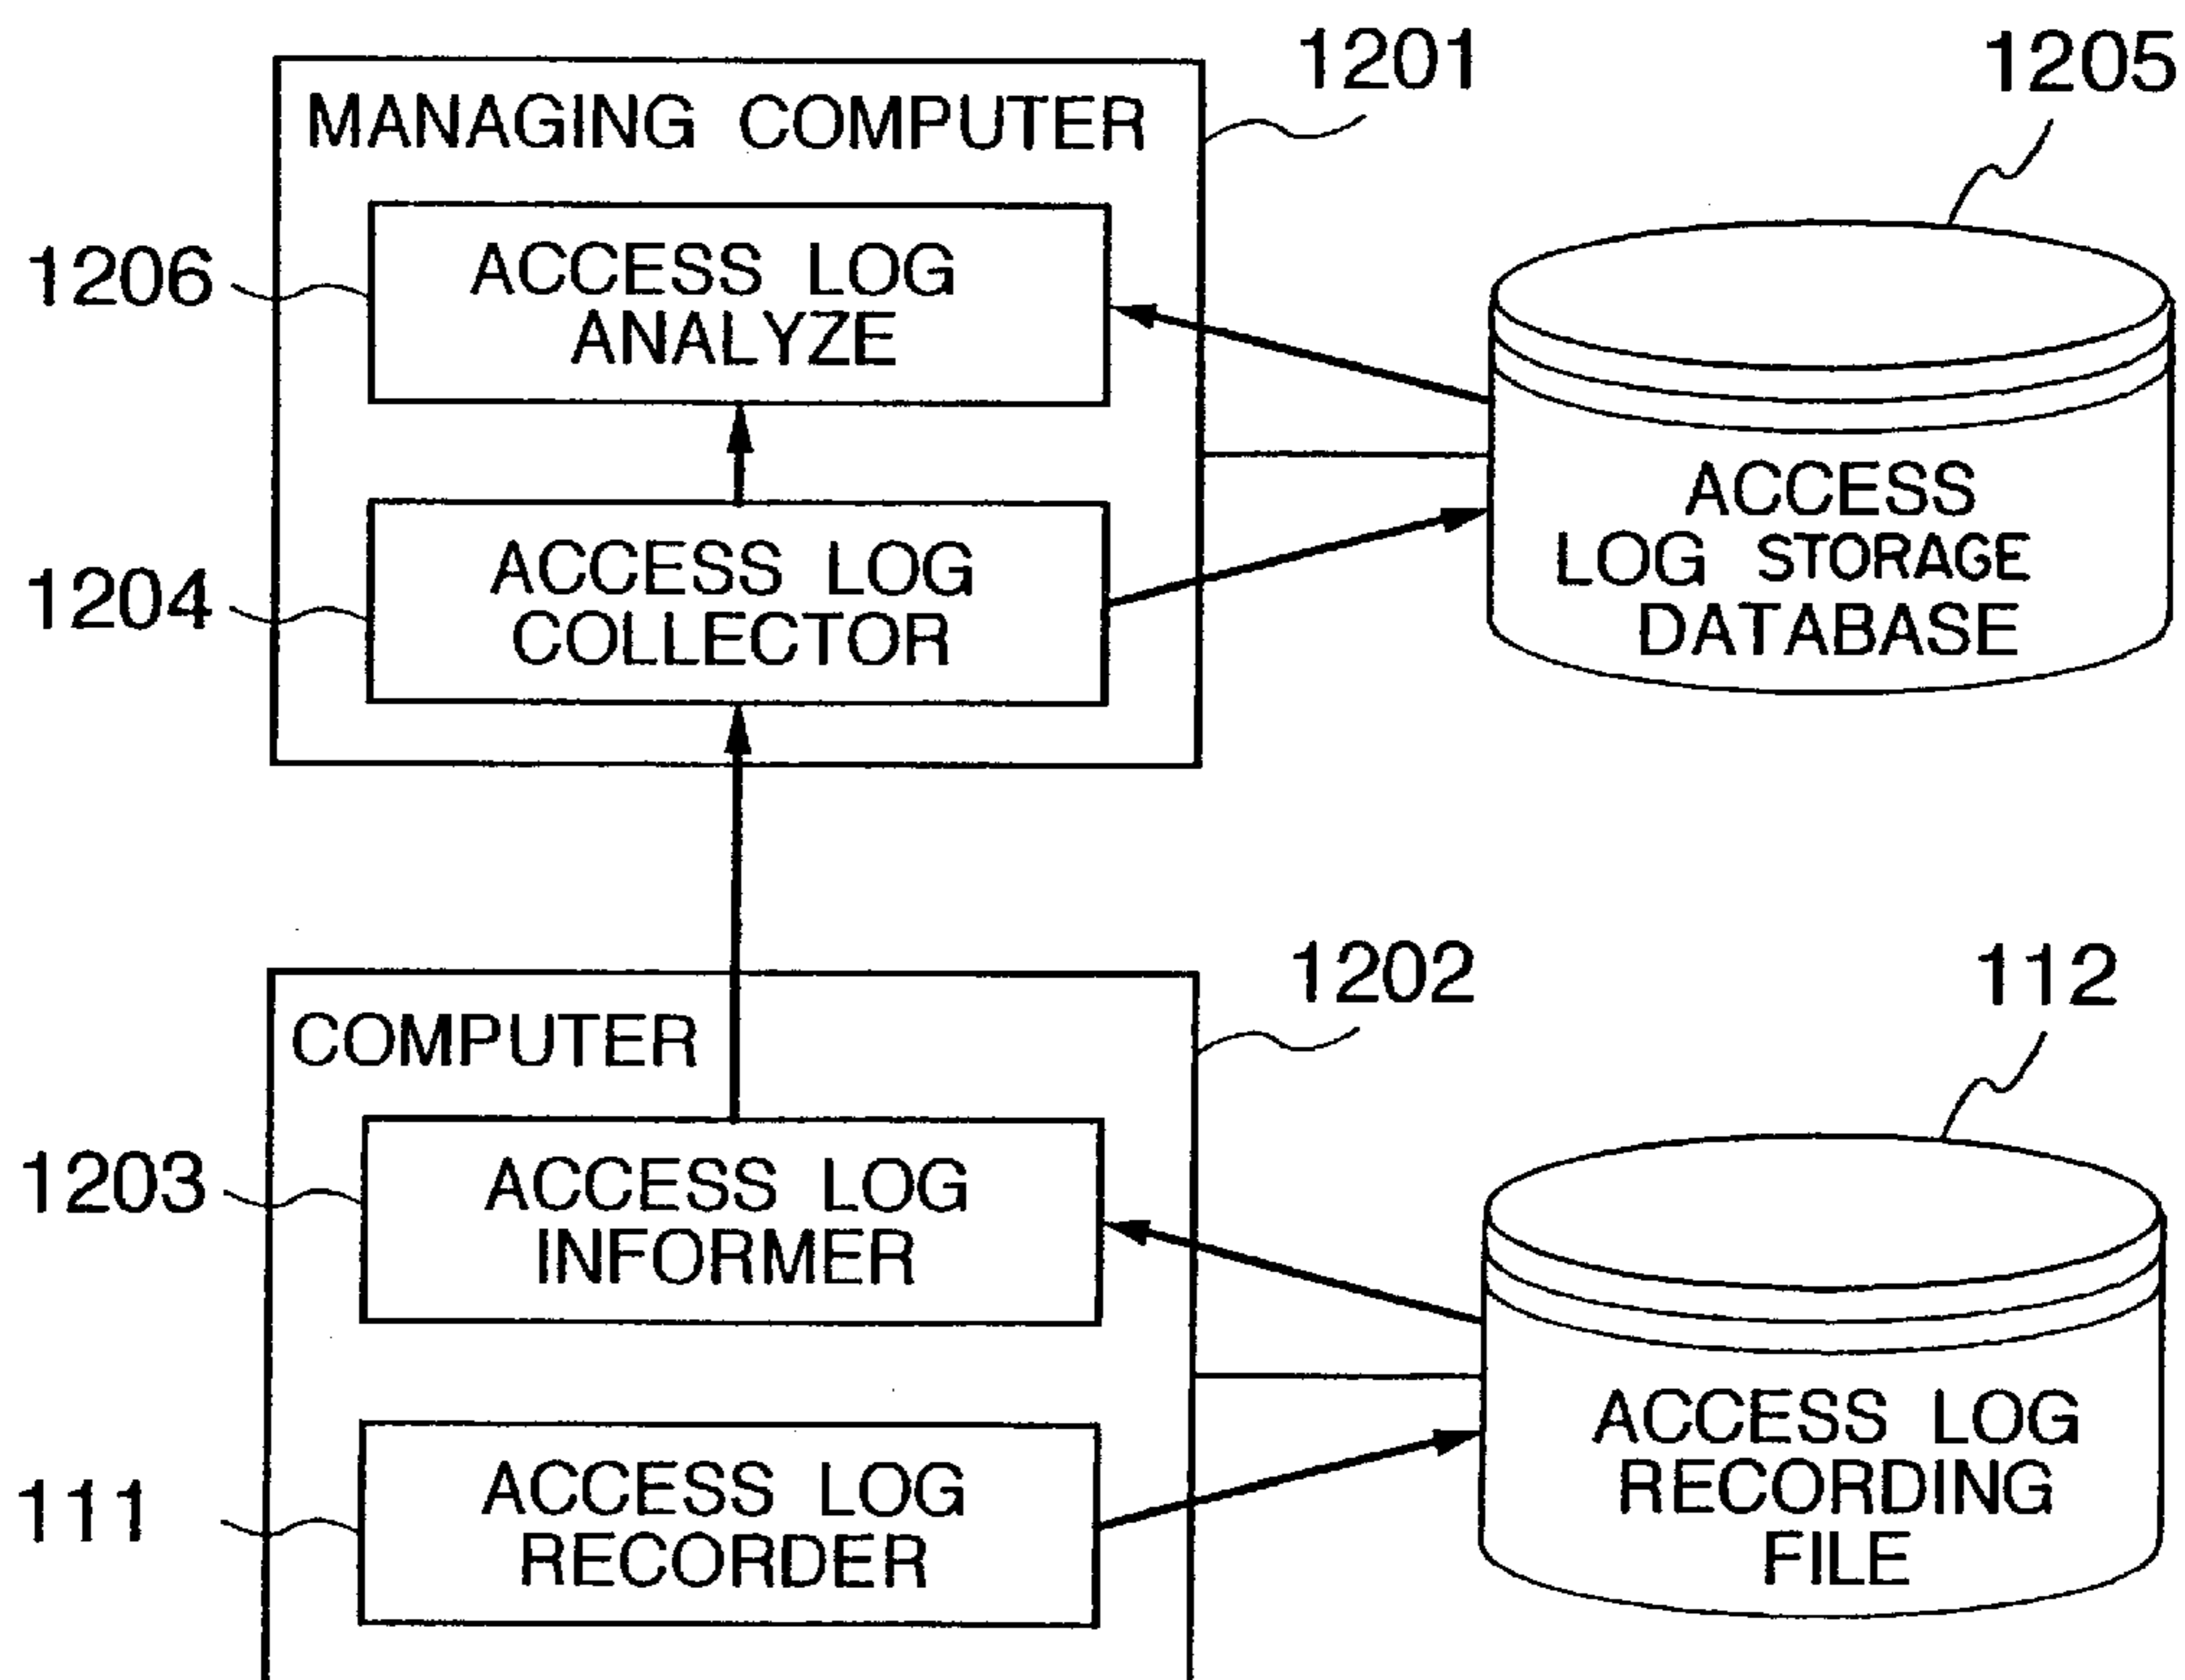 1201
1205
MANAGING COMPUTER
1206
ACCESS LOG
ANALYZE
1204
ACCESS LOG
COLLECTOR
ACCESS
LOG STORAGE
DATABASE
1202
112
COMPUTER
1203
ACCESS LOG
INFORMER
111
ACCESS LOG
RECORDER
ACCESS LOG
RECORDING
FILE